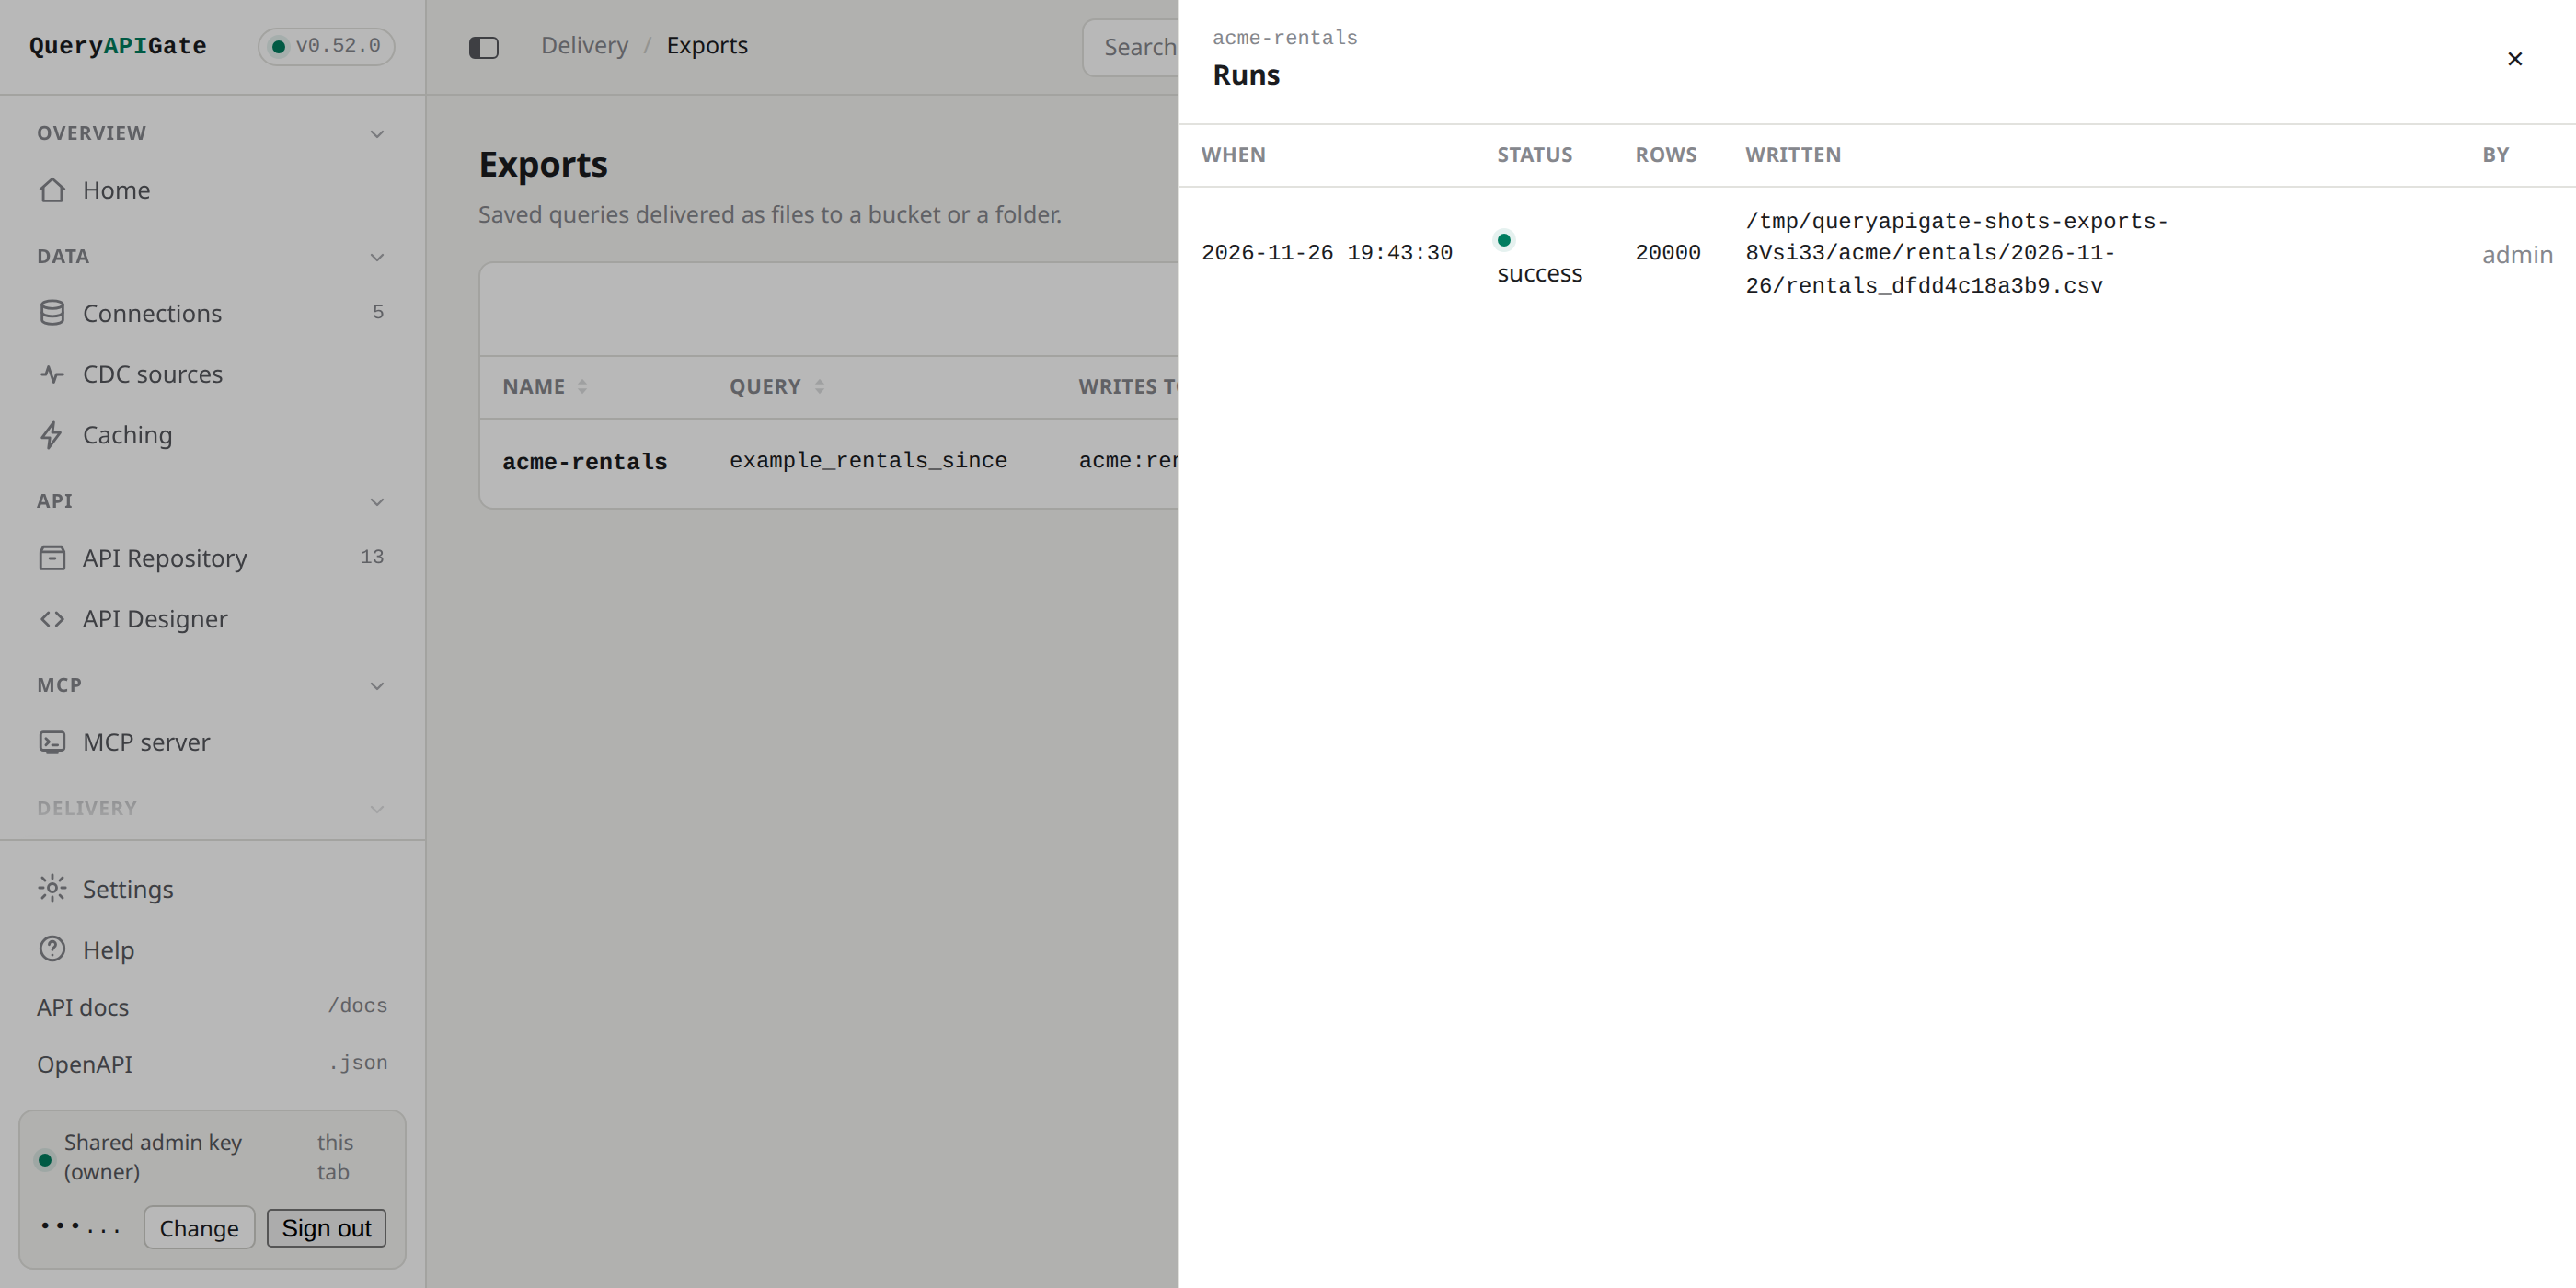 QueryAPIGate
v0.52.0
OVERVIEW
Home
DATA
Connections 5
CDC sources
Caching
API
API Repository 13
API Designer
MCP
MCP server
DELIVERY
Settings
Help
API docs /docs
OpenAPI .json
Shared admin key (owner)
this tab
•••...
Change
Sign out
Delivery / Exports
Search
Exports
Saved queries delivered as files to a bucket or a folder.
NAME QUERY WRITES
acme-rentals example_rentals_since
acme-rentals
Runs
×
WHEN STATUS ROWS WRITTEN BY
2026-11-26 19:43:30
success
20000
/tmp/queryapigate-shots-exports-
8Vsi33/acme/rentals/2026-11-
26/rentals_dfdd4c18a3b9.csv
admin